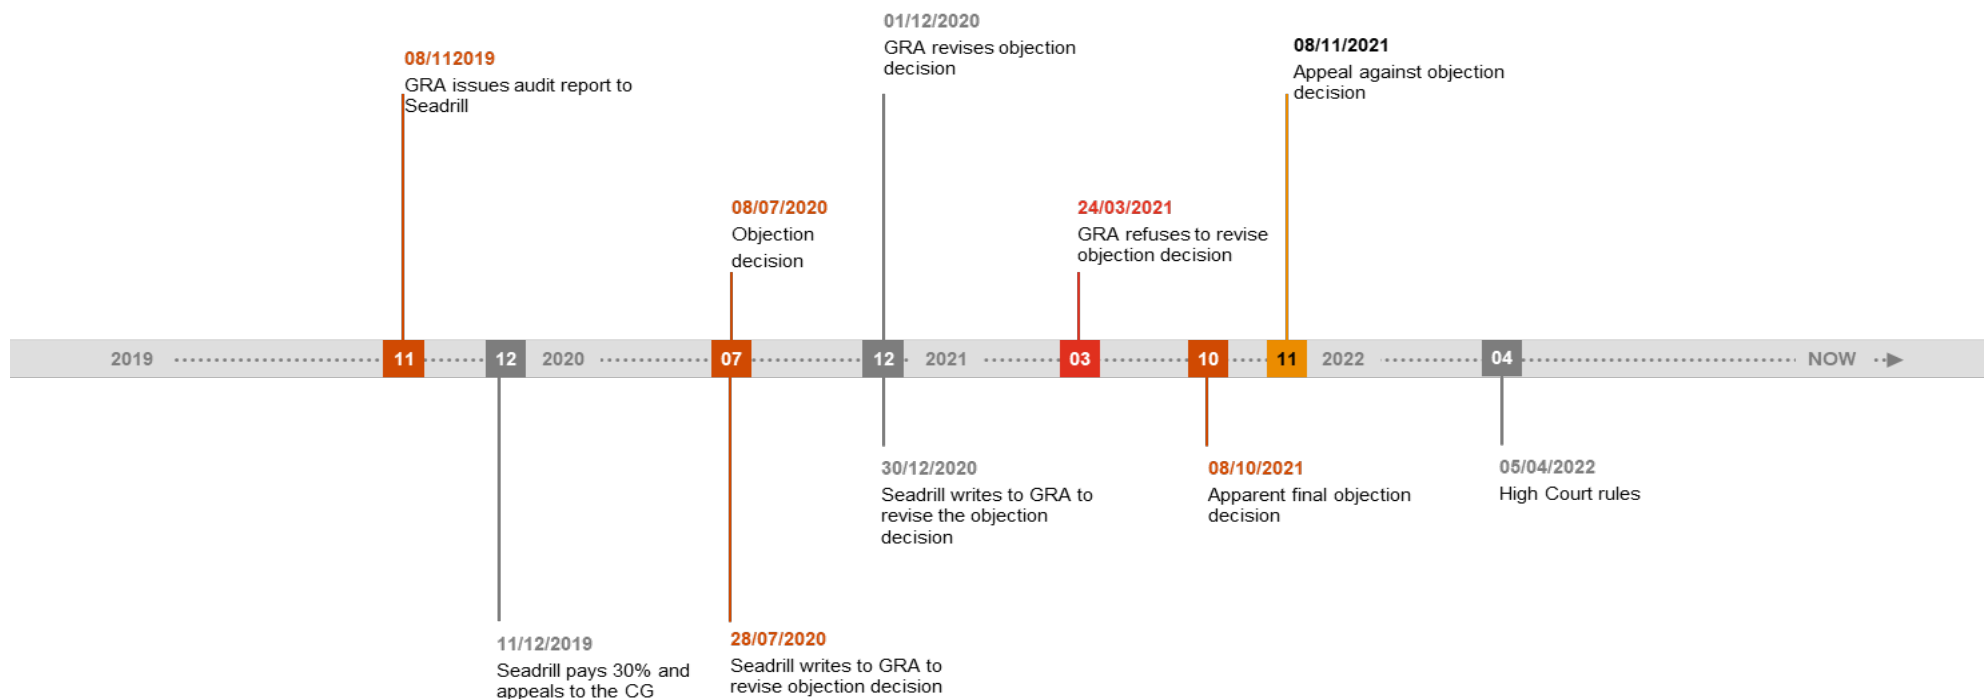 01/12/2020
GRA revises objection
decision
08/112019
GRA issues audit report to
Seadrill
08/11/2021
Appeal against objection
decision
08/07/2020
Objection
decision
24/03/2021
GRA refuses to revise
objection decision
2019 11 12 2020 07 12 2021 03 10 11 2022 04 NOW
30/12/2020
Seadrill writes to GRA to
revise the objection
decision
08/10/2021
Apparent final objection
decision
05/04/2022
High Court rules
11/12/2019
Seadrill pays 30% and
appeals to the CG
28/07/2020
Seadrill writes to GRA to
revise objection decision